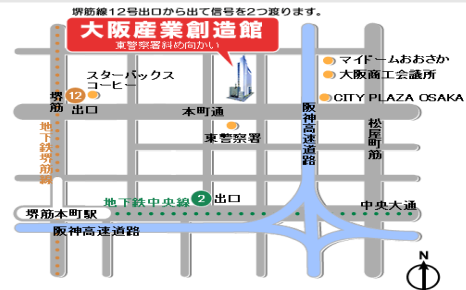 堺筋線12号出口から出て信号を2つ渡ります。
大阪産業創造館
東警察署斜め向かい
マイドームおおさか
大阪商工会議所
CITY PLAZA OSAKA
スターバックス
コーヒー
堺筋
12
出口
本町通
東警察署
阪神高速道路
松屋町筋
地下鉄堺筋線
地下鉄中央線
2
出口
中央大通
堺筋本町駅
阪神高速道路
N